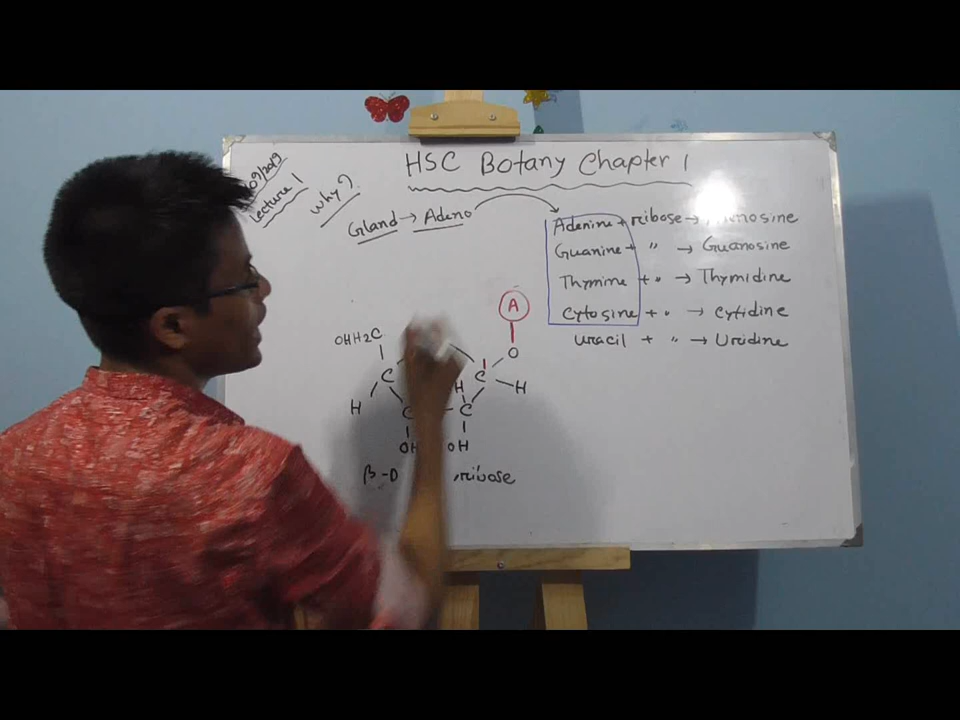 HSC Botany Chapter 1
Lecture 1
Why?
Gland → Adeno
Adenine + ribose →
Guanine + " → Guanosine
Thymine + " → Thymidine
Cytosine + " → Cytidine
Uracil + " → Uridine
A
OHH2C
O
C C
H H H
C C
OH OH
β-D ribose